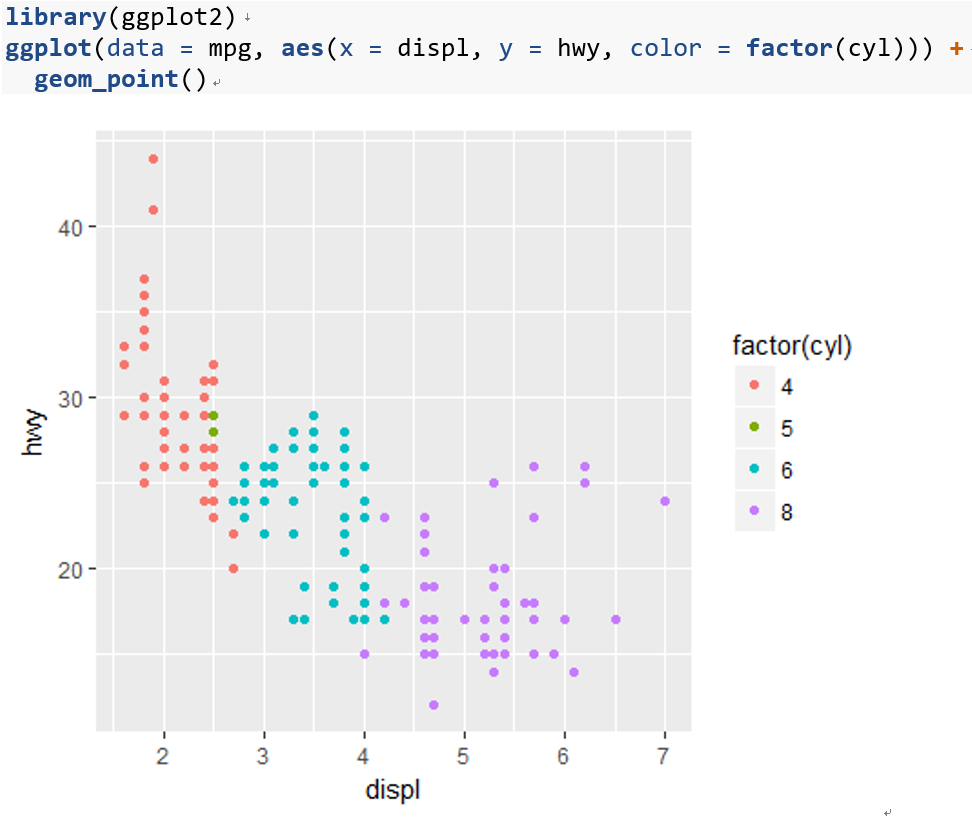 library(ggplot2)
ggplot(data = mpg, aes(x = displ, y = hwy, color = factor(cyl))) +
  geom_point()
40
30
20
hwy
2 3 4 5 6 7
displ
factor(cyl)
4
5
6
8